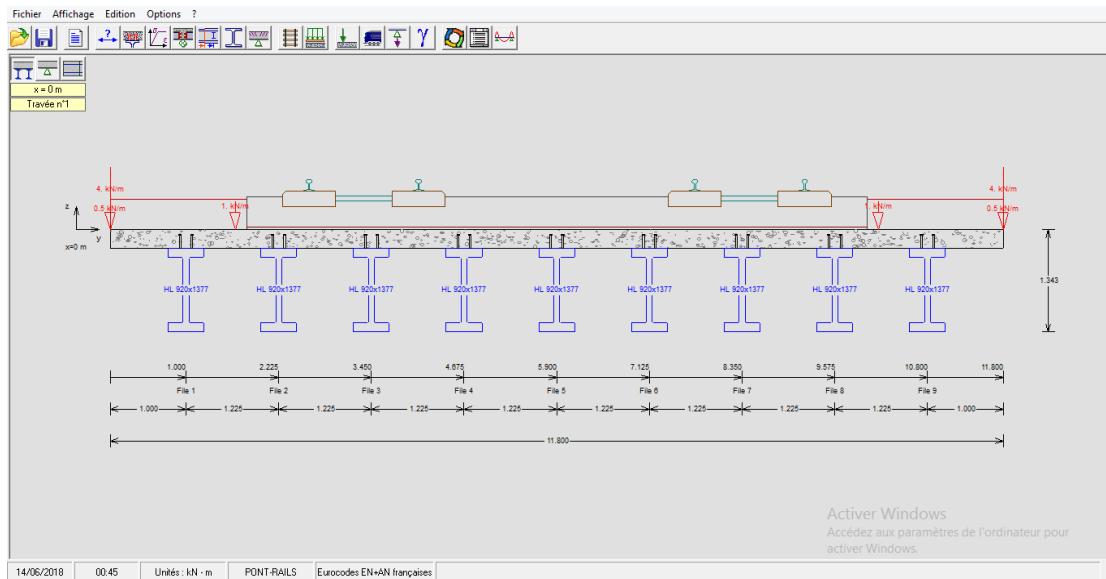 Fichier Affichage Edition Options ?
x = 0 m
Travée n°1
4. kN/m 4. kN/m
0.5 kN/m 1. kN/m 1. kN/m 0.5 kN/m
z
y
x=0 m
HL 920x1377 HL 920x1377 HL 920x1377 HL 920x1377 HL 920x1377 HL 920x1377 HL 920x1377 HL 920x1377 HL 920x1377
1.343
1.000 2.225 3.450 4.675 5.900 7.125 8.350 9.575 10.800 11.800
File 1 File 2 File 3 File 4 File 5 File 6 File 7 File 8 File 9
1.000 1.225 1.225 1.225 1.225 1.225 1.225 1.225 1.225 1.000
11.800
Activer Windows
Accédez aux paramètres de l'ordinateur pour
activer Windows.
14/06/2018 00:45 Unités : kN - m PONT-RAILS Eurocodes EN+AN françaises